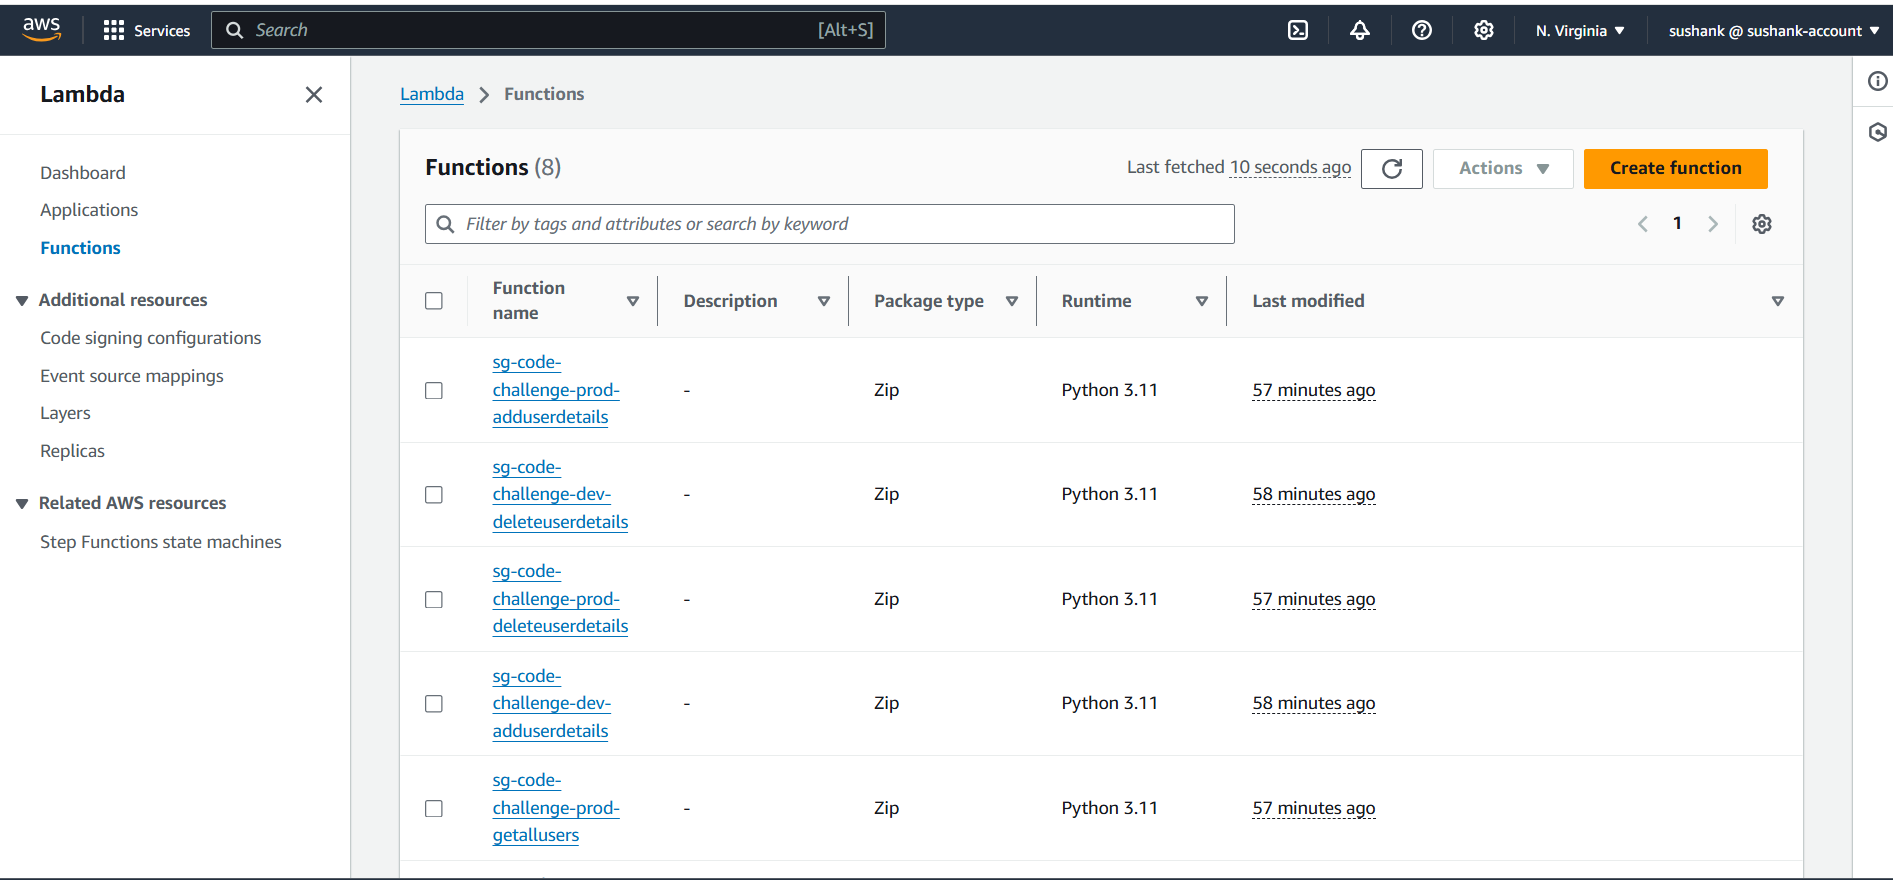 aws
Services
Search [Alt+S]
N. Virginia
sushank @ sushank-account
Lambda
Dashboard
Applications
Functions
Additional resources
Code signing configurations
Event source mappings
Layers
Replicas
Related AWS resources
Step Functions state machines
Lambda
Functions
Functions (8)
Last fetched 10 seconds ago
Actions
Create function
Filter by tags and attributes or search by keyword
1
Function
name
Description
Package type
Runtime
Last modified
sg-code-
challenge-prod-
adduserdetails
-
Zip
Python 3.11
57 minutes ago
sg-code-
challenge-dev-
deleteuserdetails
-
Zip
Python 3.11
58 minutes ago
sg-code-
challenge-prod-
deleteuserdetails
-
Zip
Python 3.11
57 minutes ago
sg-code-
challenge-dev-
adduserdetails
-
Zip
Python 3.11
58 minutes ago
sg-code-
challenge-prod-
getallusers
-
Zip
Python 3.11
57 minutes ago